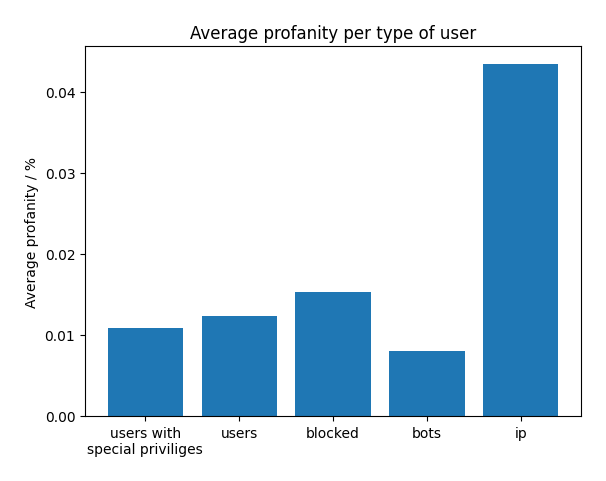 Average profanity per type of user
Average profanity / %
0.04
0.03
0.02
0.01
0.00
users with
special priviliges
users
blocked
bots
ip